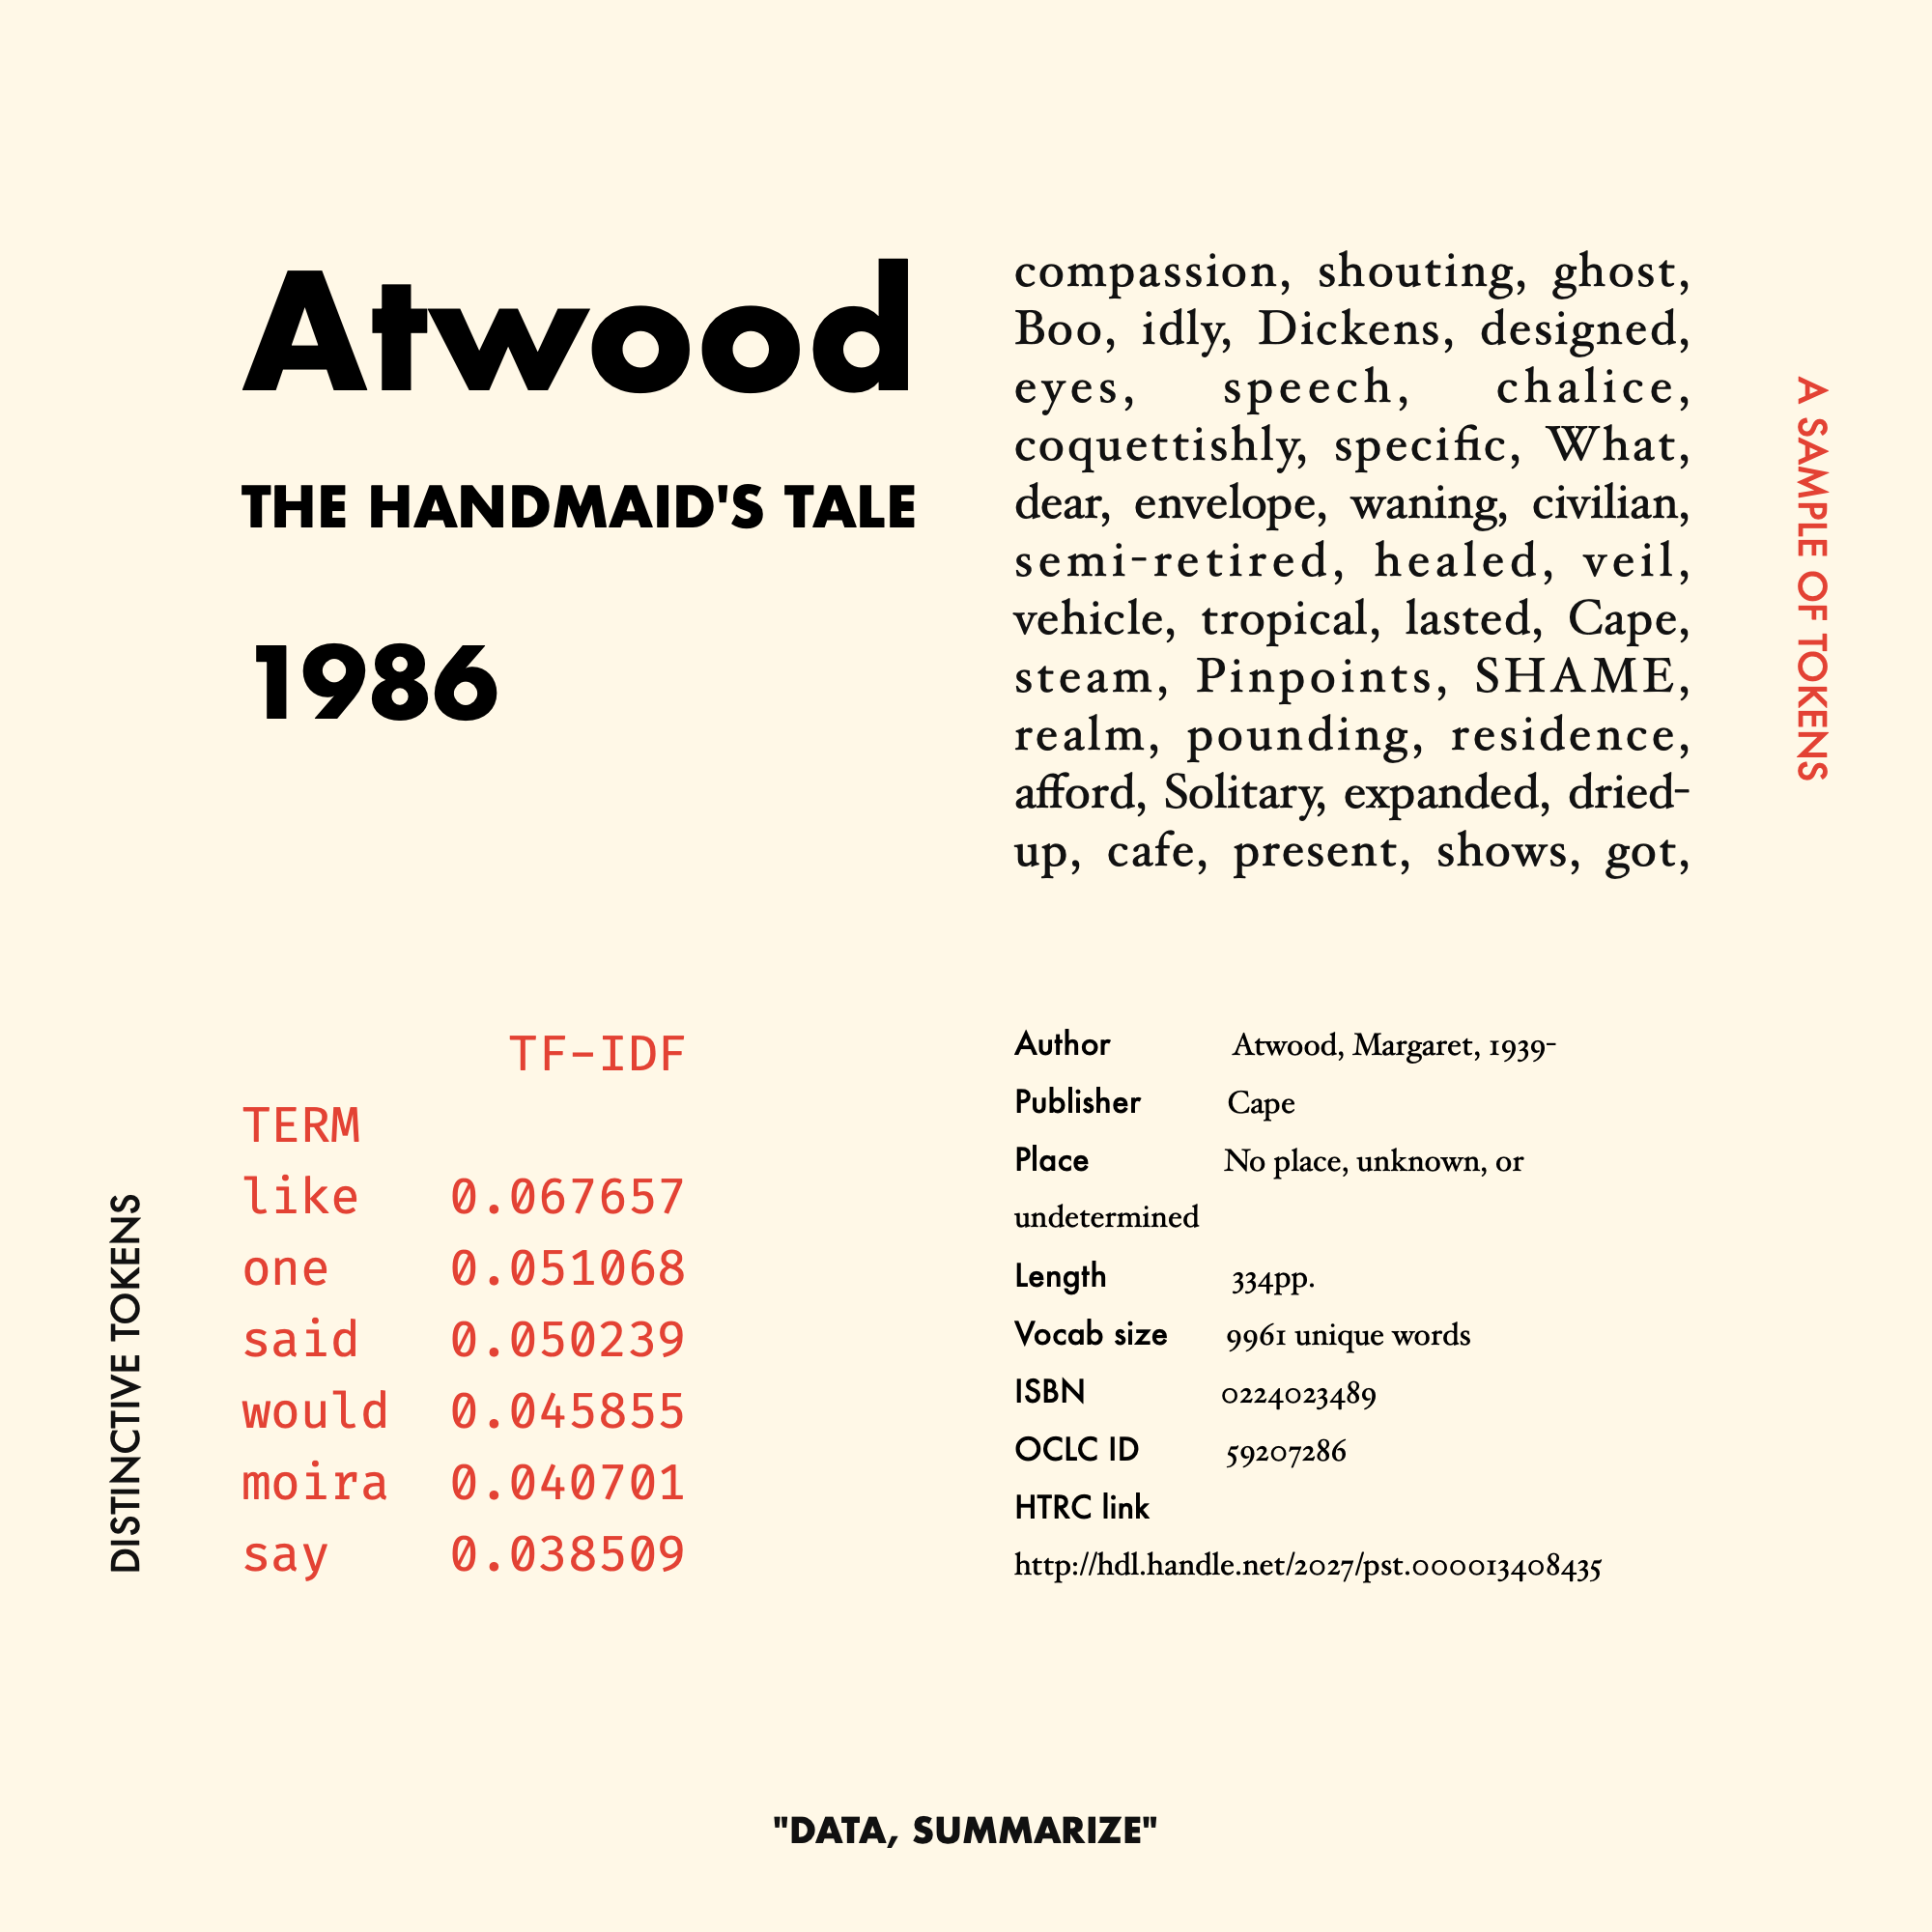 Atwood
THE HANDMAID'S TALE
1986
compassion, shouting, ghost,
Boo, idly, Dickens, designed,
eyes, speech, chalice,
coquettishly, specific, What,
dear, envelope, waning, civilian,
semi-retired, healed, veil,
vehicle, tropical, lasted, Cape,
steam, Pinpoints, SHAME,
realm, pounding, residence,
afford, Solitary, expanded, dried-
up, cafe, present, shows, got,
A SAMPLE OF TOKENS
DISTINCTIVE TOKENS
TF-IDF
TERM
like 0.067657
one 0.051068
said 0.050239
would 0.045855
moira 0.040701
say 0.038509
Author Atwood, Margaret, 1939-
Publisher Cape
Place No place, unknown, or
undetermined
Length 334pp.
Vocab size 9961 unique words
ISBN 0224023489
OCLC ID 59207286
HTRC link
http://hdl.handle.net/2027/pst.000013408435
"DATA, SUMMARIZE"